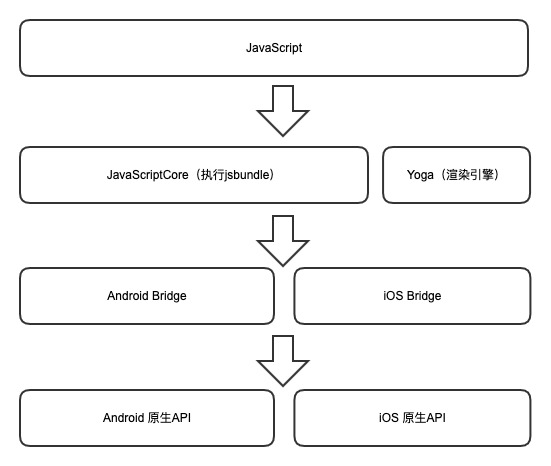 JavaScript
JavaScriptCore（执行jsbundle）
Yoga（渲染引擎）
Android Bridge
iOS Bridge
Android 原生API
iOS 原生API